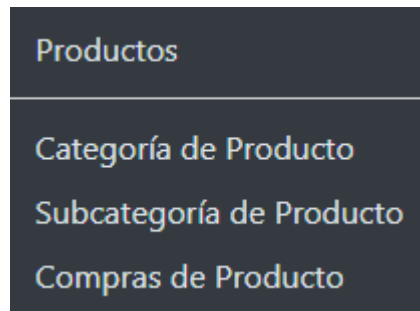 Productos
Categoría de Producto
Subcategoría de Producto
Compras de Producto